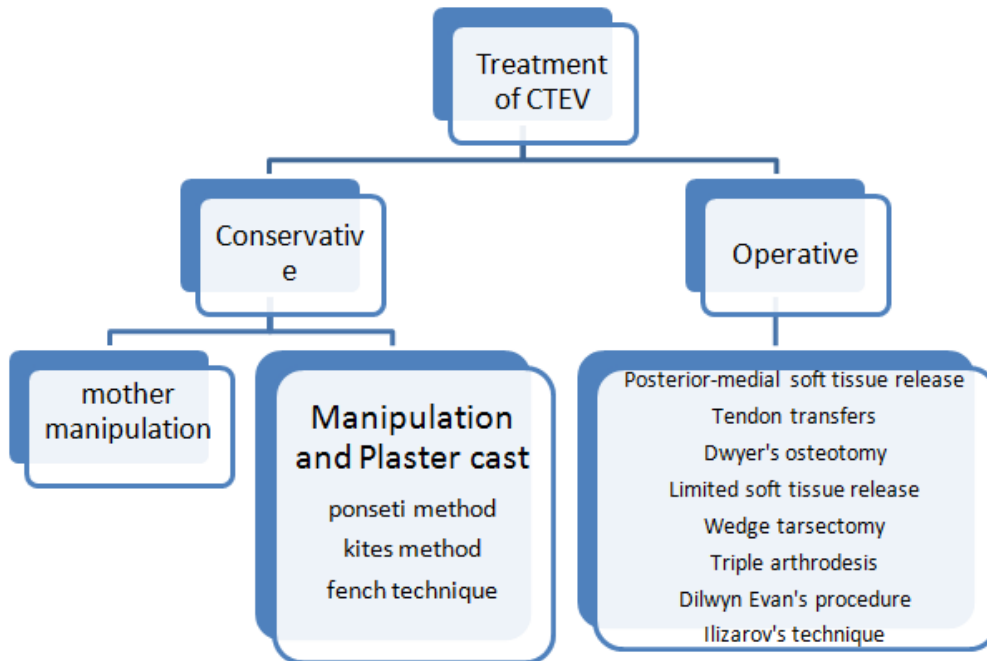 Treatment
of CTEV
Conservativ
e
Operative
mother
manipulation
Manipulation
and Plaster cast
ponseti method
kites method
fench technique
Posterior-medial soft tissue release
Tendon transfers
Dwyer's osteotomy
Limited soft tissue release
Wedge tarsectomy
Triple arthrodesis
Dilwyn Evan's procedure
Ilizarov's technique